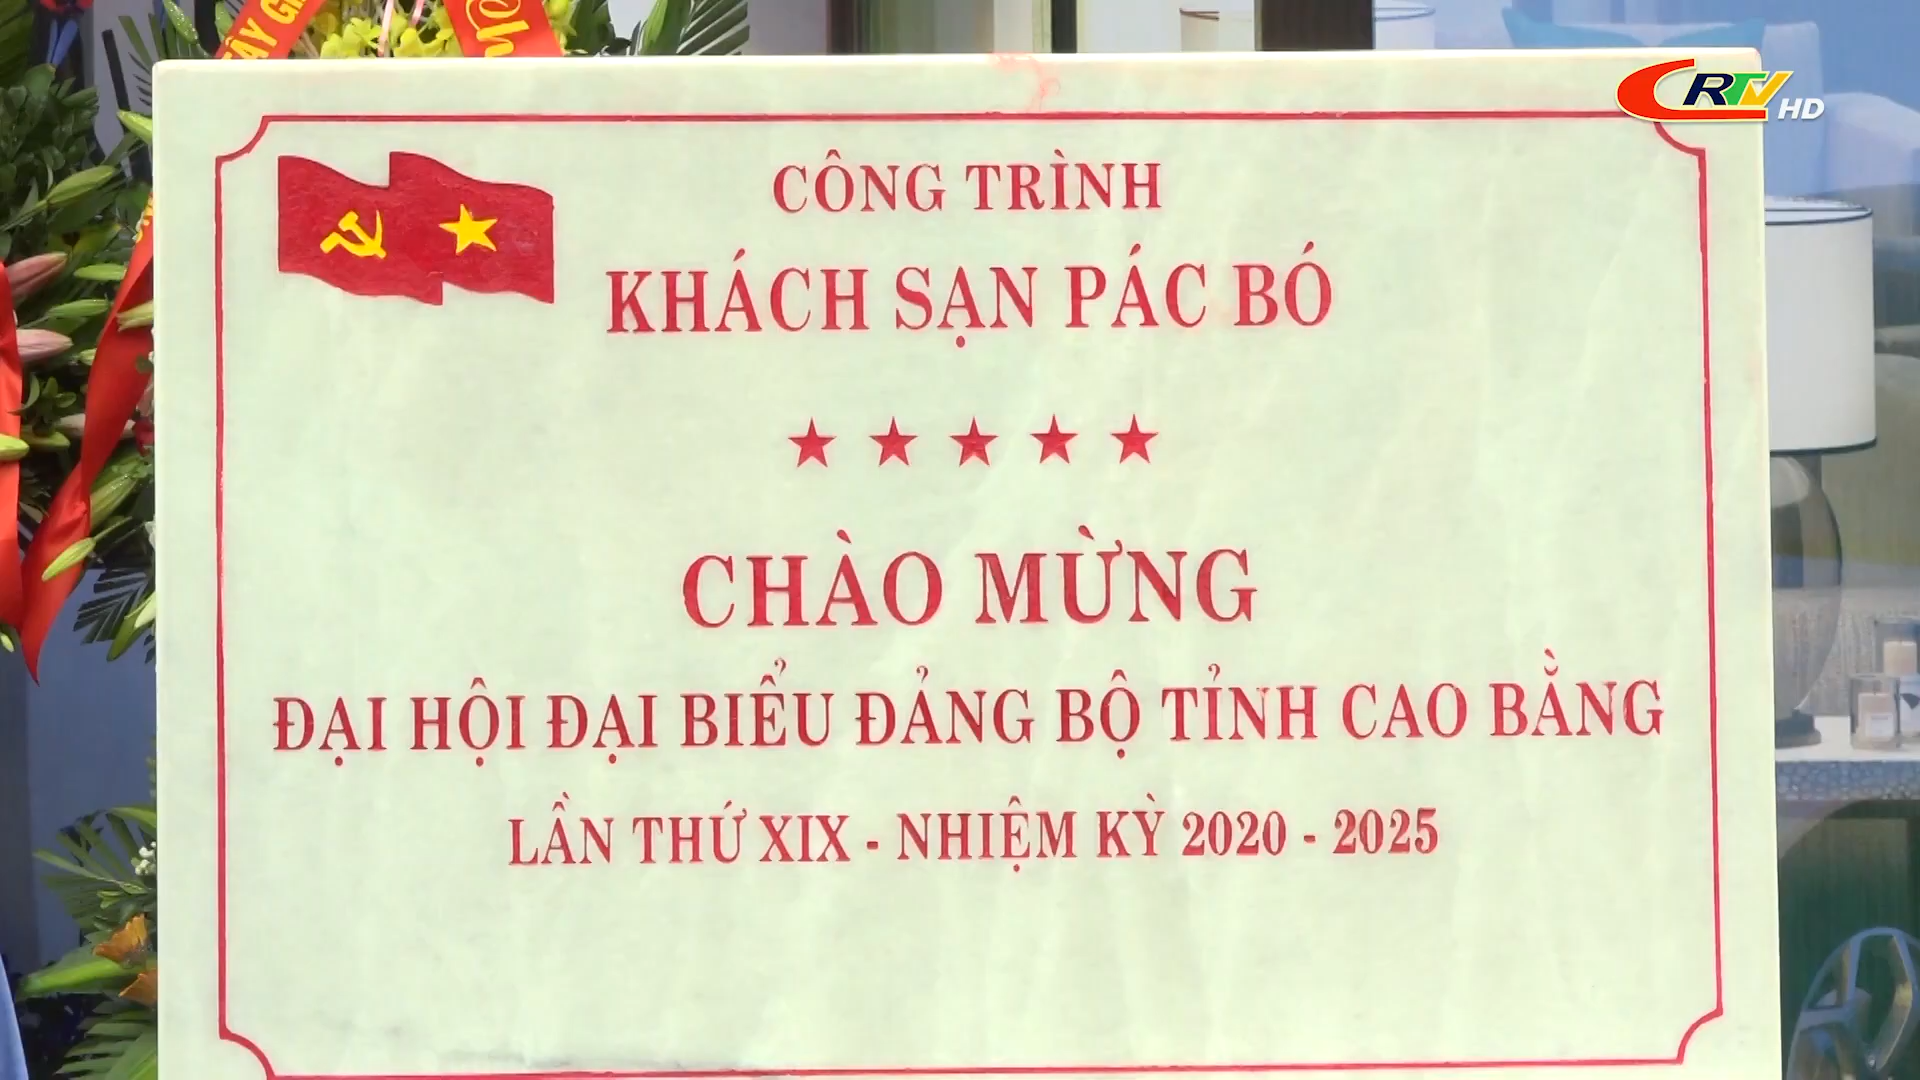 CRTV HD
CÔNG TRÌNH
KHÁCH SẠN PÁC BÓ
CHÀO MỪNG
ĐẠI HỘI ĐẠI BIỂU ĐẢNG BỘ TỈNH CAO BẰNG
LẦN THỨ XIX - NHIỆM KỲ 2020 - 2025